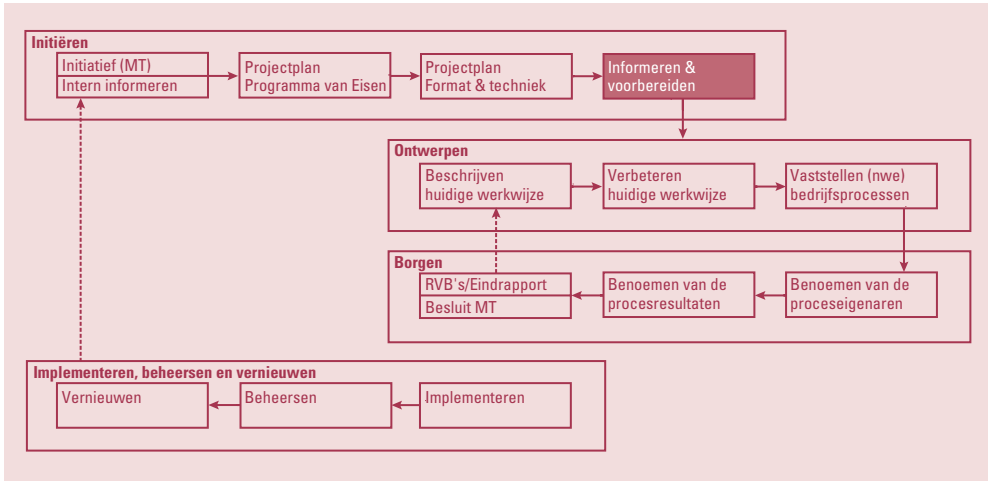 Initiëren
Initiatief (MT)
Intern informeren
Projectplan
Programma van Eisen
Projectplan
Format & techniek
Informeren &
voorbereiden
Ontwerpen
Beschrijven
huidige werkwijze
Verbeteren
huidige werkwijze
Vaststellen (nwe)
bedrijfsprocessen
Borgen
RVB's/Eindrapport
Besluit MT
Benoemen van de
procesresultaten
Benoemen van de
proceseigenaren
Implementeren, beheersen en vernieuwen
Vernieuwen
Beheersen
Implementeren